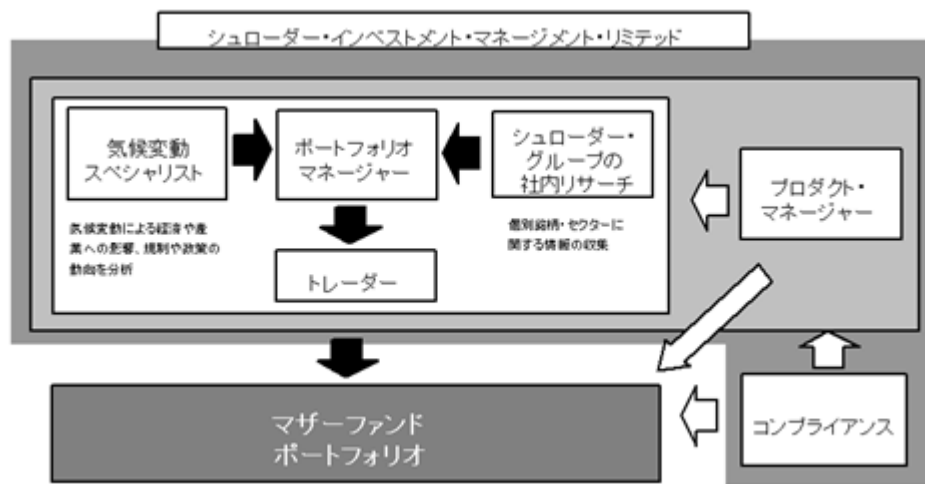 シュローダー・インベストメント・マネージメント・リミテッド
気候変動
スペシャリスト
ポートフォリオ
マネージャー
シュローダー・
グループの
社内リサーチ
プロダクト・
マネージャー
気候変動による経済や産
業への影響、規制や政策の
動向を分析
個別銘柄・セクターに
関する情報の収集
トレーダー
マザーファンド
ポートフォリオ
コンプライアンス